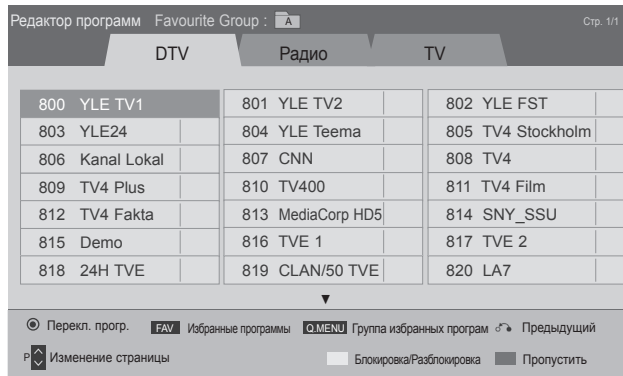 Редактор программ Favourite Group : A Стр. 1/1
DTV Радио TV
800 YLE TV1 801 YLE TV2 802 YLE FST
803 YLE24 804 YLE Teema 805 TV4 Stockholm
806 Kanal Lokal 807 CNN 808 TV4
809 TV4 Plus 810 TV400 811 TV4 Film
812 TV4 Fakta 813 MediaCorp HD5 814 SNY_SSU
815 Demo 816 TVE 1 817 TVE 2
818 24H TVE 819 CLAN/50 TVE 820 LA7
Перекл. прогр. FAV Избранные программы Q.MENU Группа избранных програм Предыдущий
P Изменение страницы Блокировка/Разблокировка Пропустить